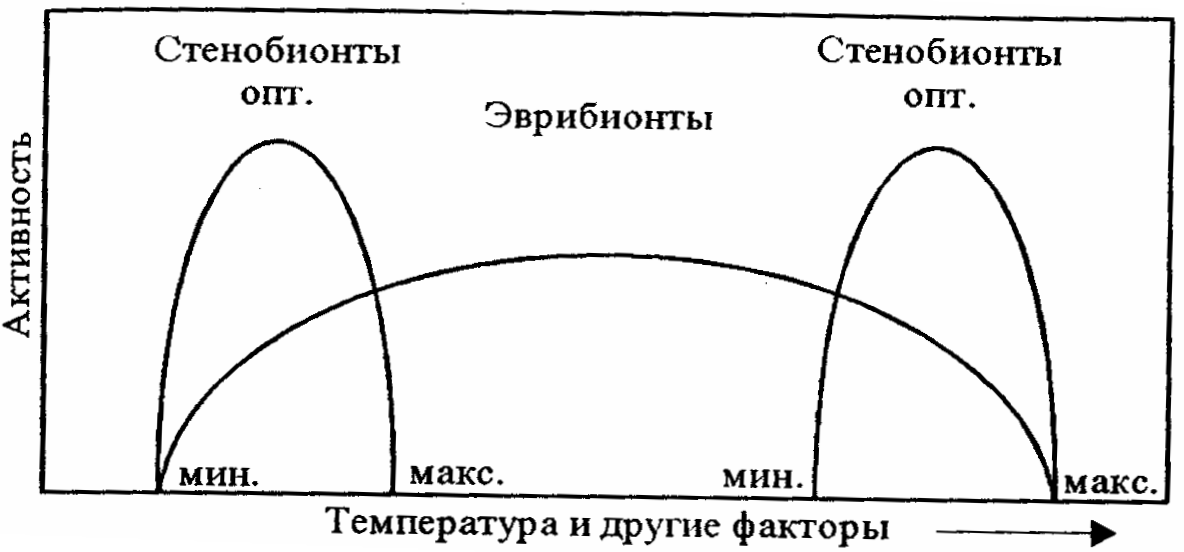 Стенобионты
опт.
Эврибионты
Стенобионты
опт.
Активность
мин.
макс.
мин.
макс.
Температура и другие факторы